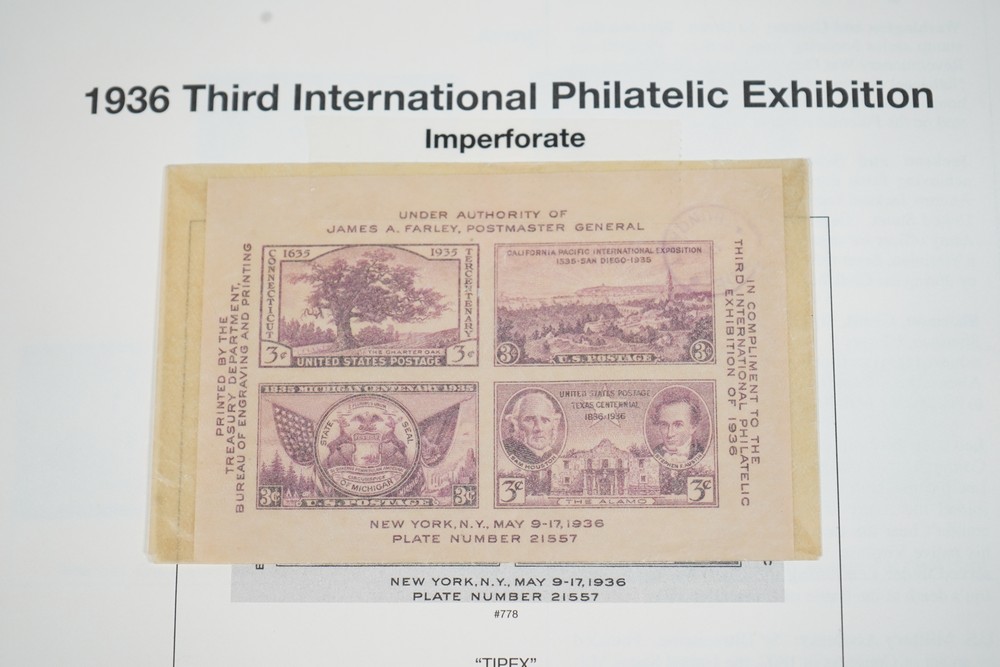 1936 Third International Philatelic Exhibition
Imperforate
UNDER AUTHORITY OF
JAMES A. FARLEY, POSTMASTER GENERAL
PRINTED BY THE
TREASURY DEPARTMENT,
BUREAU OF ENGRAVING AND PRINTING
CONNECTICUT
1635
1935
TERCENTENARY
THE CHARTER OAK
3¢
3¢
UNITED STATES POSTAGE
CALIFORNIA PACIFIC INTERNATIONAL EXPOSITION
1535-SAN DIEGO-1935
3¢
U.S. POSTAGE
3¢
1835 MICHIGAN CENTENARY 1935
STATE SEAL
OF MICHIGAN
3¢
U.S. POSTAGE
3¢
UNITED STATES POSTAGE
TEXAS CENTENNIAL
1836-1936
SAM HOUSTON
3¢
THE ALAMO
3¢
IN COMPLIMENT TO THE
THIRD INTERNATIONAL PHILATELIC
EXHIBITION OF 1936
NEW YORK, N.Y., MAY 9-17, 1936
PLATE NUMBER 21557
NEW YORK, N.Y., MAY 9-17, 1936
PLATE NUMBER 21557
#778
"TIPEX"